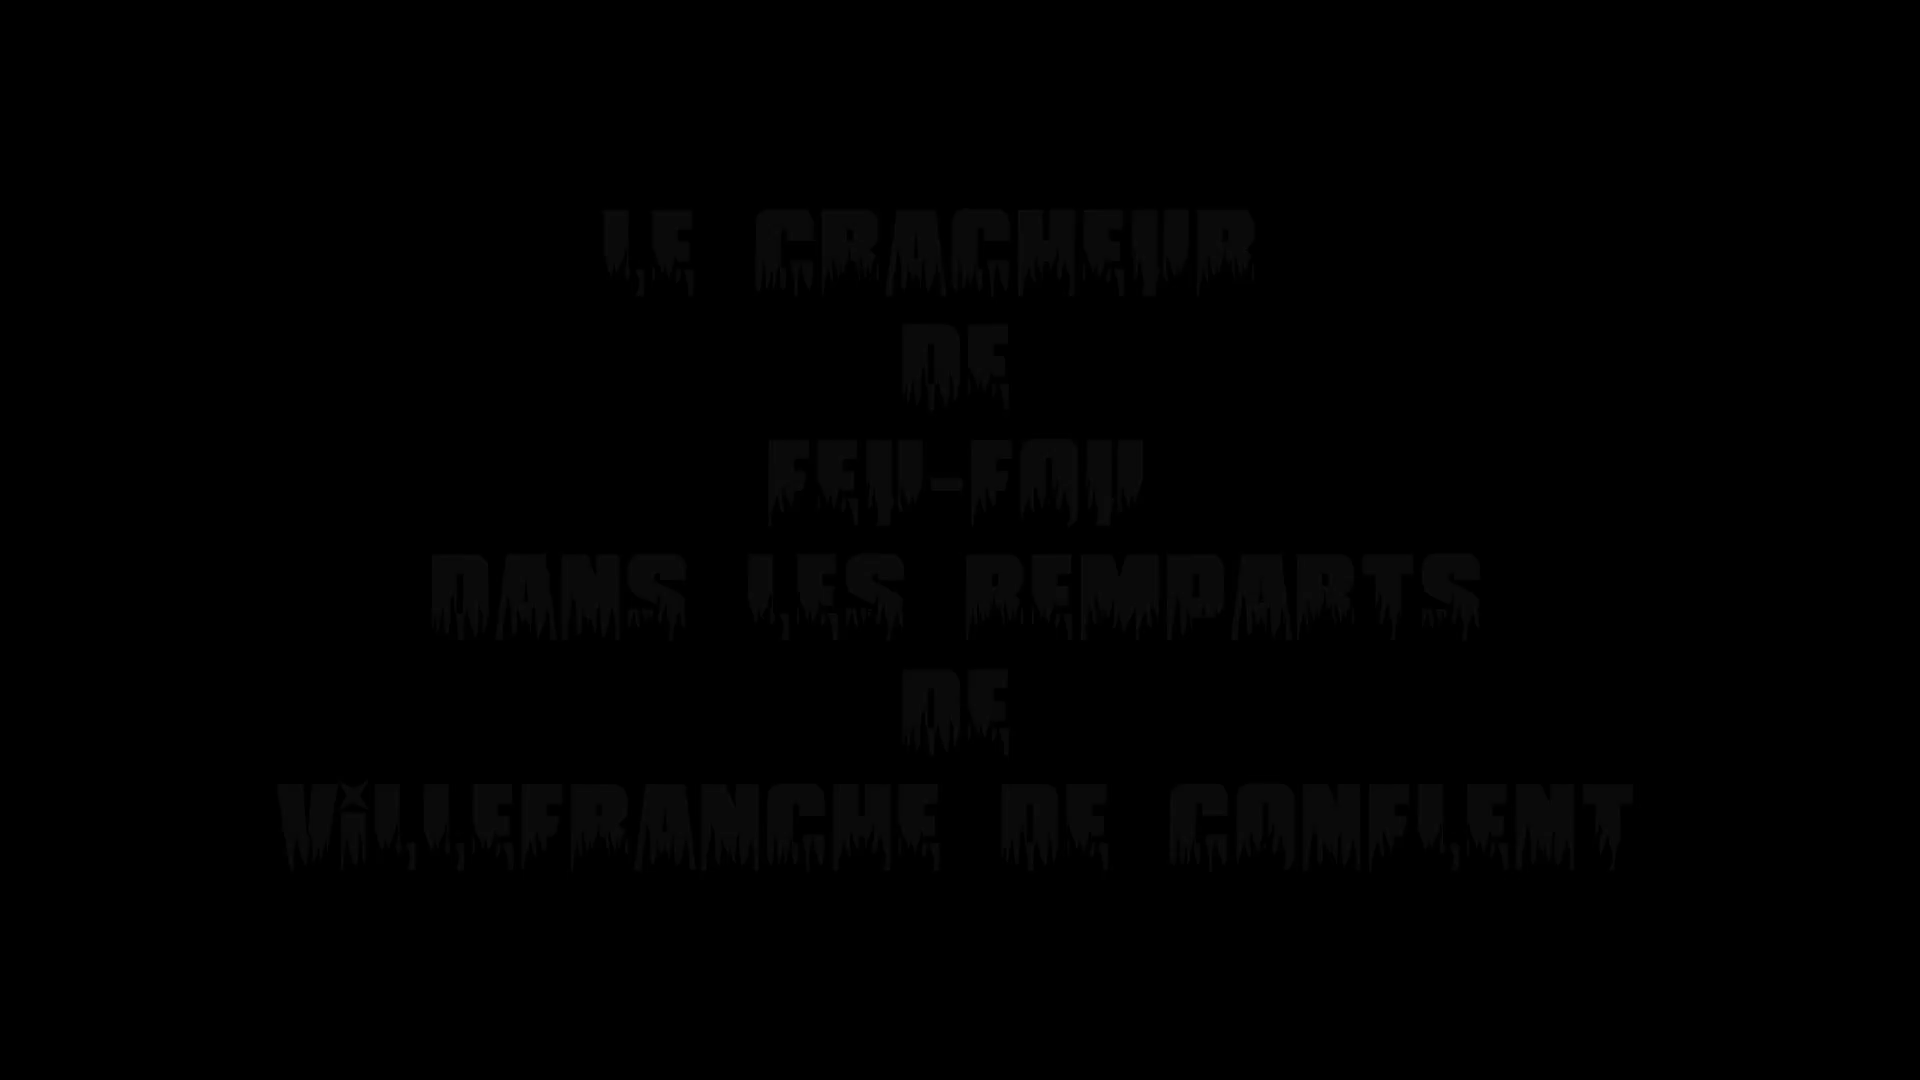 LE CRACHEUR
DE
FEU-FOU
DANS LES REMPARTS
DE
ViLLEFRANCHE DE CONFLENT